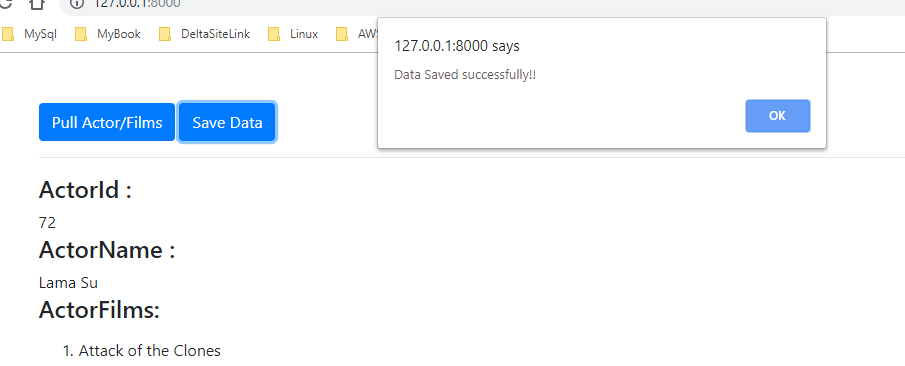 127.0.0.1:8000
MySql
MyBook
DeltaSiteLink
Linux
AWS
127.0.0.1:8000 says
Data Saved successfully!!
OK
Pull Actor/Films
Save Data
ActorId :
72
ActorName :
Lama Su
ActorFilms:
1. Attack of the Clones